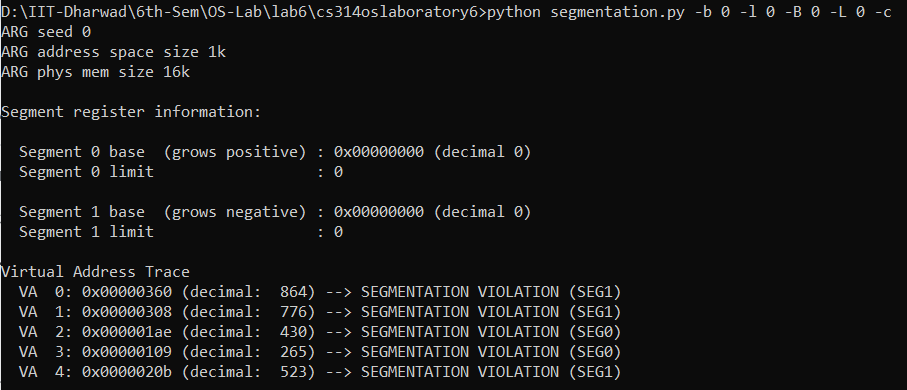 D:\IIT-Dharwad\6th-Sem\OS-Lab\lab6\cs314oslaboratory6>python segmentation.py -b 0 -l 0 -B 0 -L 0 -c
ARG seed 0
ARG address space size 1k
ARG phys mem size 16k
Segment register information:
Segment 0 base  (grows positive) : 0x00000000 (decimal 0)
Segment 0 limit                  : 0
Segment 1 base  (grows negative) : 0x00000000 (decimal 0)
Segment 1 limit                  : 0
Virtual Address Trace
VA  0: 0x00000360 (decimal:  864) --> SEGMENTATION VIOLATION (SEG1)
VA  1: 0x00000308 (decimal:  776) --> SEGMENTATION VIOLATION (SEG1)
VA  2: 0x000001ae (decimal:  430) --> SEGMENTATION VIOLATION (SEG0)
VA  3: 0x00000109 (decimal:  265) --> SEGMENTATION VIOLATION (SEG0)
VA  4: 0x0000020b (decimal:  523) --> SEGMENTATION VIOLATION (SEG1)